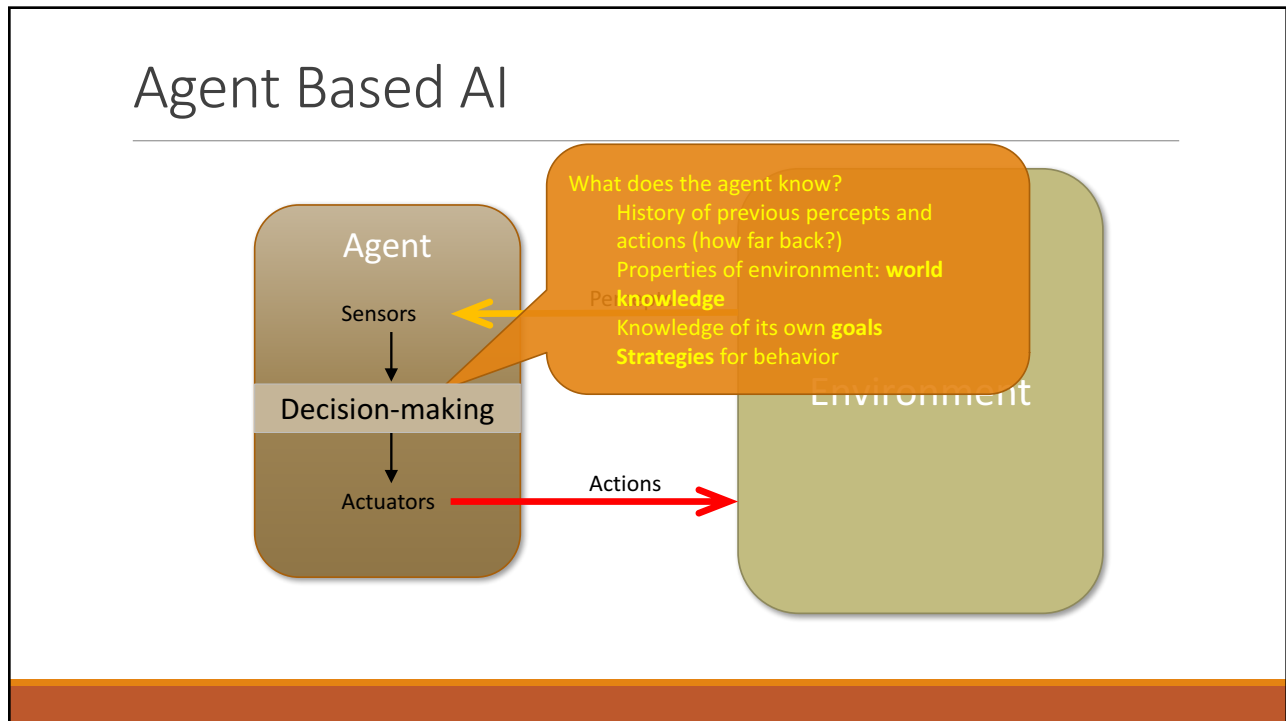 Agent Based AI
What does the agent know?
History of previous percepts and
actions (how far back?)
Properties of environment: world
knowledge
Knowledge of its own goals
Strategies for behavior
Agent
Sensors
Decision-making
Actuators
Actions
Environment